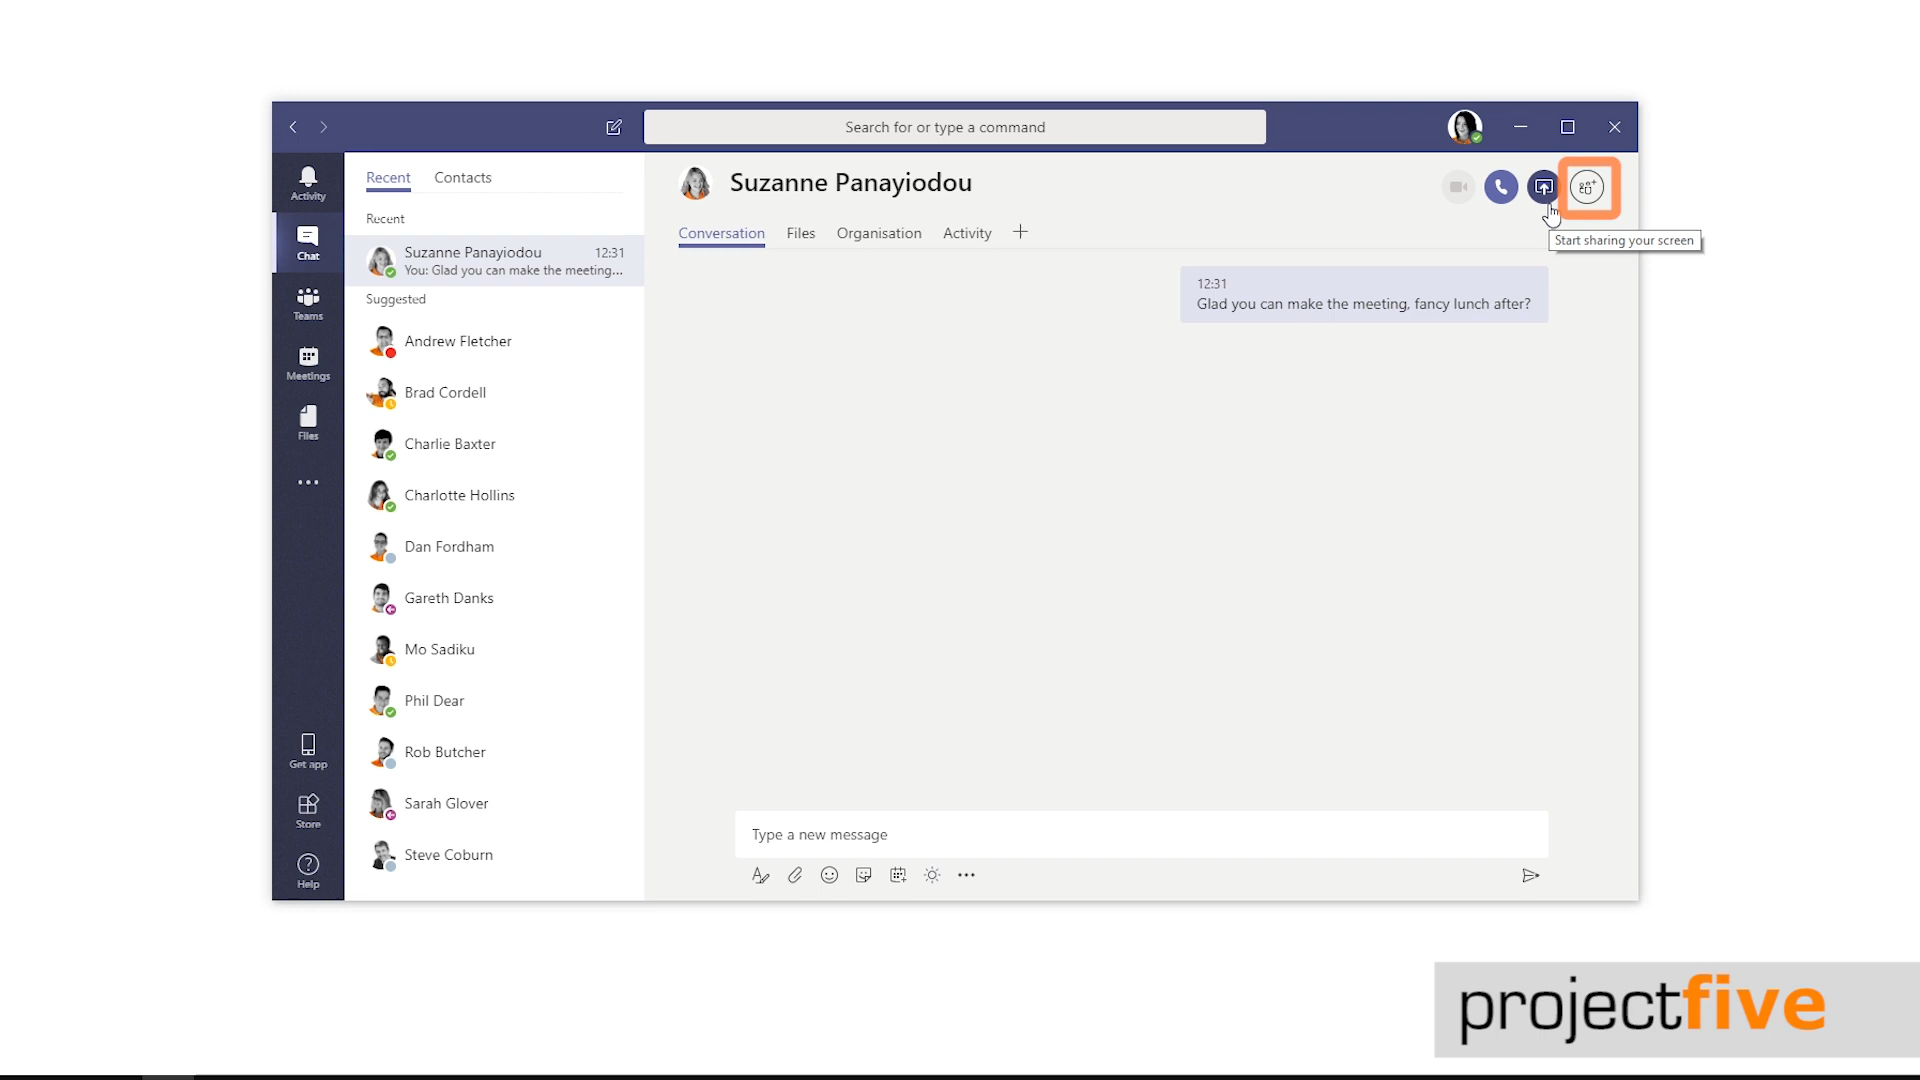 Search for or type a command
Activity
Chat
Teams
Meetings
Files
Get app
Store
Help
Recent
Contacts
Recent
Suzanne Panayiodou
12:31
You: Glad you can make the meeting...
Suggested
Andrew Fletcher
Brad Cordell
Charlie Baxter
Charlotte Hollins
Dan Fordham
Gareth Danks
Mo Sadiku
Phil Dear
Rob Butcher
Sarah Glover
Steve Coburn
Suzanne Panayiodou
Conversation
Files
Organisation
Activity
Start sharing your screen
12:31
Glad you can make the meeting, fancy lunch after?
Type a new message
projectfive